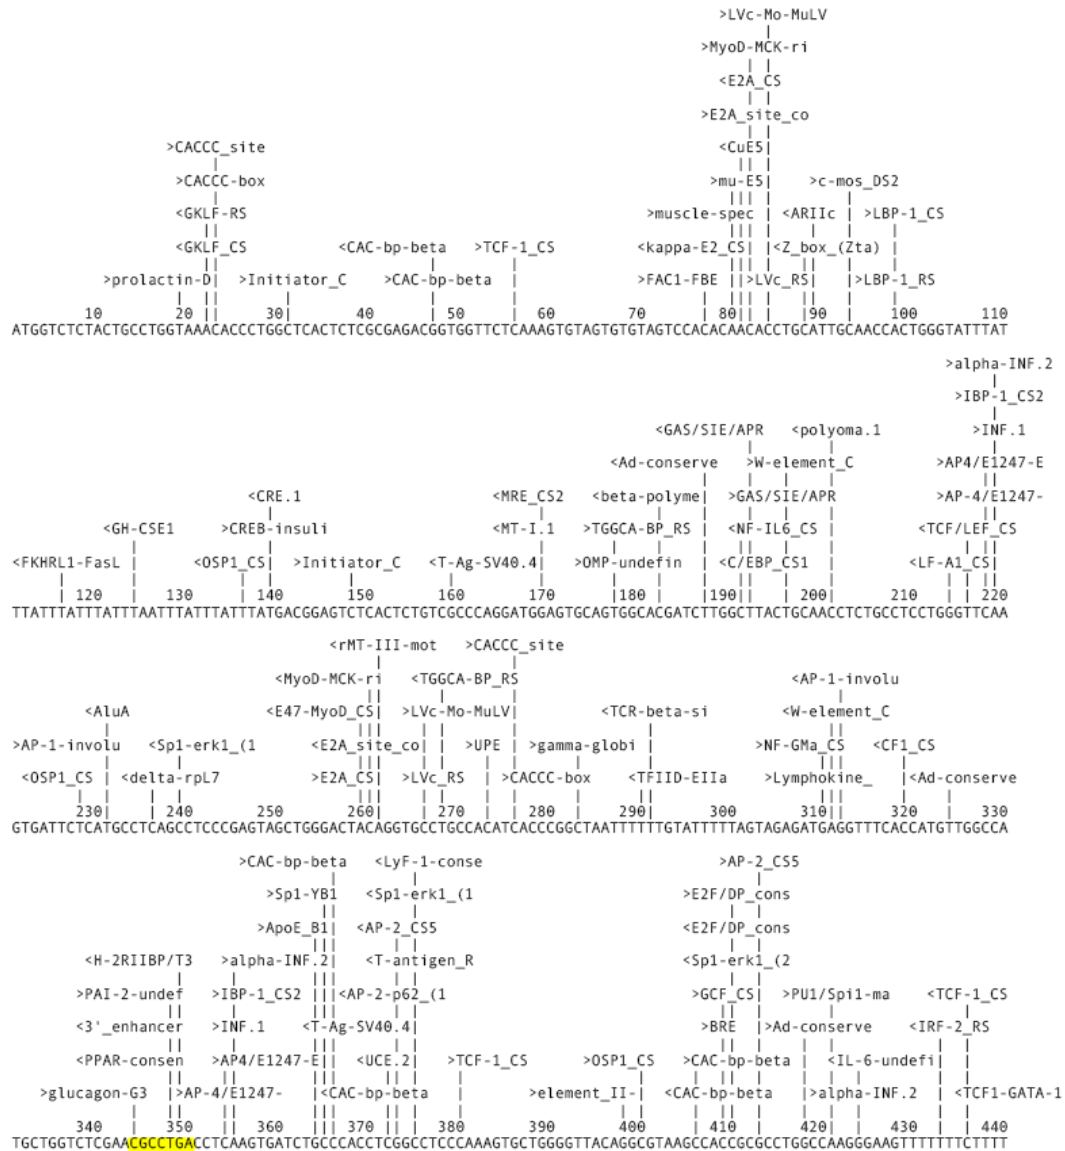 >LVc-Mo-MuLV
>MyoD-MCK-ri
<E2A_CS
>E2A_site_co
>CACCC_site <CuE5
>CACCC-box >mu-E5 >c-mos_DS2
<GKLF-RS >muscle-spec <ARIIc >LBP-1_CS
<GKLF_CS <CAC-bp-beta >TCF-1_CS <kappa-E2_CS <Z_box_(Zta)
>prolactin-D >Initiator_C >CAC-bp-beta >FAC1-FBE >LVc_RS >LBP-1_RS
10 20 30 40 50 60 70 80 90 100 110
ATGGTCTCTACTGCCTGGTAAACACCCTGGCTCACTCTCGCGAGACGGTGGTTCTCAAAGTGTAGTGTGTAGTCCACACAACACCTGCATTGCAACCACTGGGTATTTAT
>alpha-INF.2
>IBP-1_CS2
<GAS/SIE/APR <polyoma.1 >INF.1
<Ad-conserve >W-element_C >AP4/E1247-E
<CRE.1 <MRE_CS2 <beta-polyme >GAS/SIE/APR >AP-4/E1247-
<GH-CSE1 >CREB-insuli <MT-I.1 >TGGCA-BP_RS <NF-IL6_CS <TCF/LEF_CS
<FKHRL1-FasL <OSP1_CS >Initiator_C <T-Ag-SV40.4 >OMP-undefin <C/EBP_CS1 <LF-A1_CS
120 130 140 150 160 170 180 190 200 210 220
TTATTTATTTATTTAATTTATTTATTTATGACGGAGTCTCACTCTGTCGCCCAGGATGGAGTGCAGTGGCACGATCTTGGCTTACTGCAACCTCTGCCTCCTGGGTTCAA
<rMT-III-mot >CACCC_site
<MyoD-MCK-ri <TGGCA-BP_RS <AP-1-involu
<AluA <E47-MyoD_CS >LVc-Mo-MuLV <TCR-beta-si <W-element_C
>AP-1-involu <Sp1-erk1_(1 <E2A_site_co >UPE >gamma-globi >NF-GMa_CS <CF1_CS
<OSP1_CS <delta-rpL7 >E2A_CS >LVc_RS >CACCC-box <TFIID-EIIa >Lymphokine_ <Ad-conserve
230 240 250 260 270 280 290 300 310 320 330
GTGATTCTCATGCCTCAGCCTCCCGAGTAGCTGGGACTACAGGTGCCTGCCACATCACCCGGCTAATTTTTTGTATTTTTAGTAGAGATGAGGTTTCACCATGTTGGCCA
>CAC-bp-beta <LyF-1-conse >AP-2_CS5
>Sp1-YB1 <Sp1-erk1_(1 >E2F/DP_cons
>ApoE_B1 <AP-2_CS5 <E2F/DP_cons
<H-2RIIBP/T3 >alpha-INF.2 <T-antigen_R <Sp1-erk1_(2
>PAI-2-undef >IBP-1_CS2 <AP-2-p62_(1 >GCF_CS >PU1/Spi1-ma <TCF-1_CS
<3'_enhancer >INF.1 <T-Ag-SV40.4 >BRE >Ad-conserve <IRF-2_RS
<PPAR-consen >AP4/E1247-E <UCE.2 >TCF-1_CS >OSP1_CS >CAC-bp-beta <IL-6-undefi
>glucagon-G3 >AP-4/E1247- <CAC-bp-beta >element_II- <CAC-bp-beta >alpha-INF.2 <TCF1-GATA-1
340 350 360 370 380 390 400 410 420 430 440
TGCTGGTCTCGAACGCCTGACCTCAAGTGATCTGCCCACCTCGGCCTCCCAAAGTGCTGGGGTTACAGGCGTAAGCCACCGCGCCTGGCCAAGGGAAGTTTTTTTCTTTT